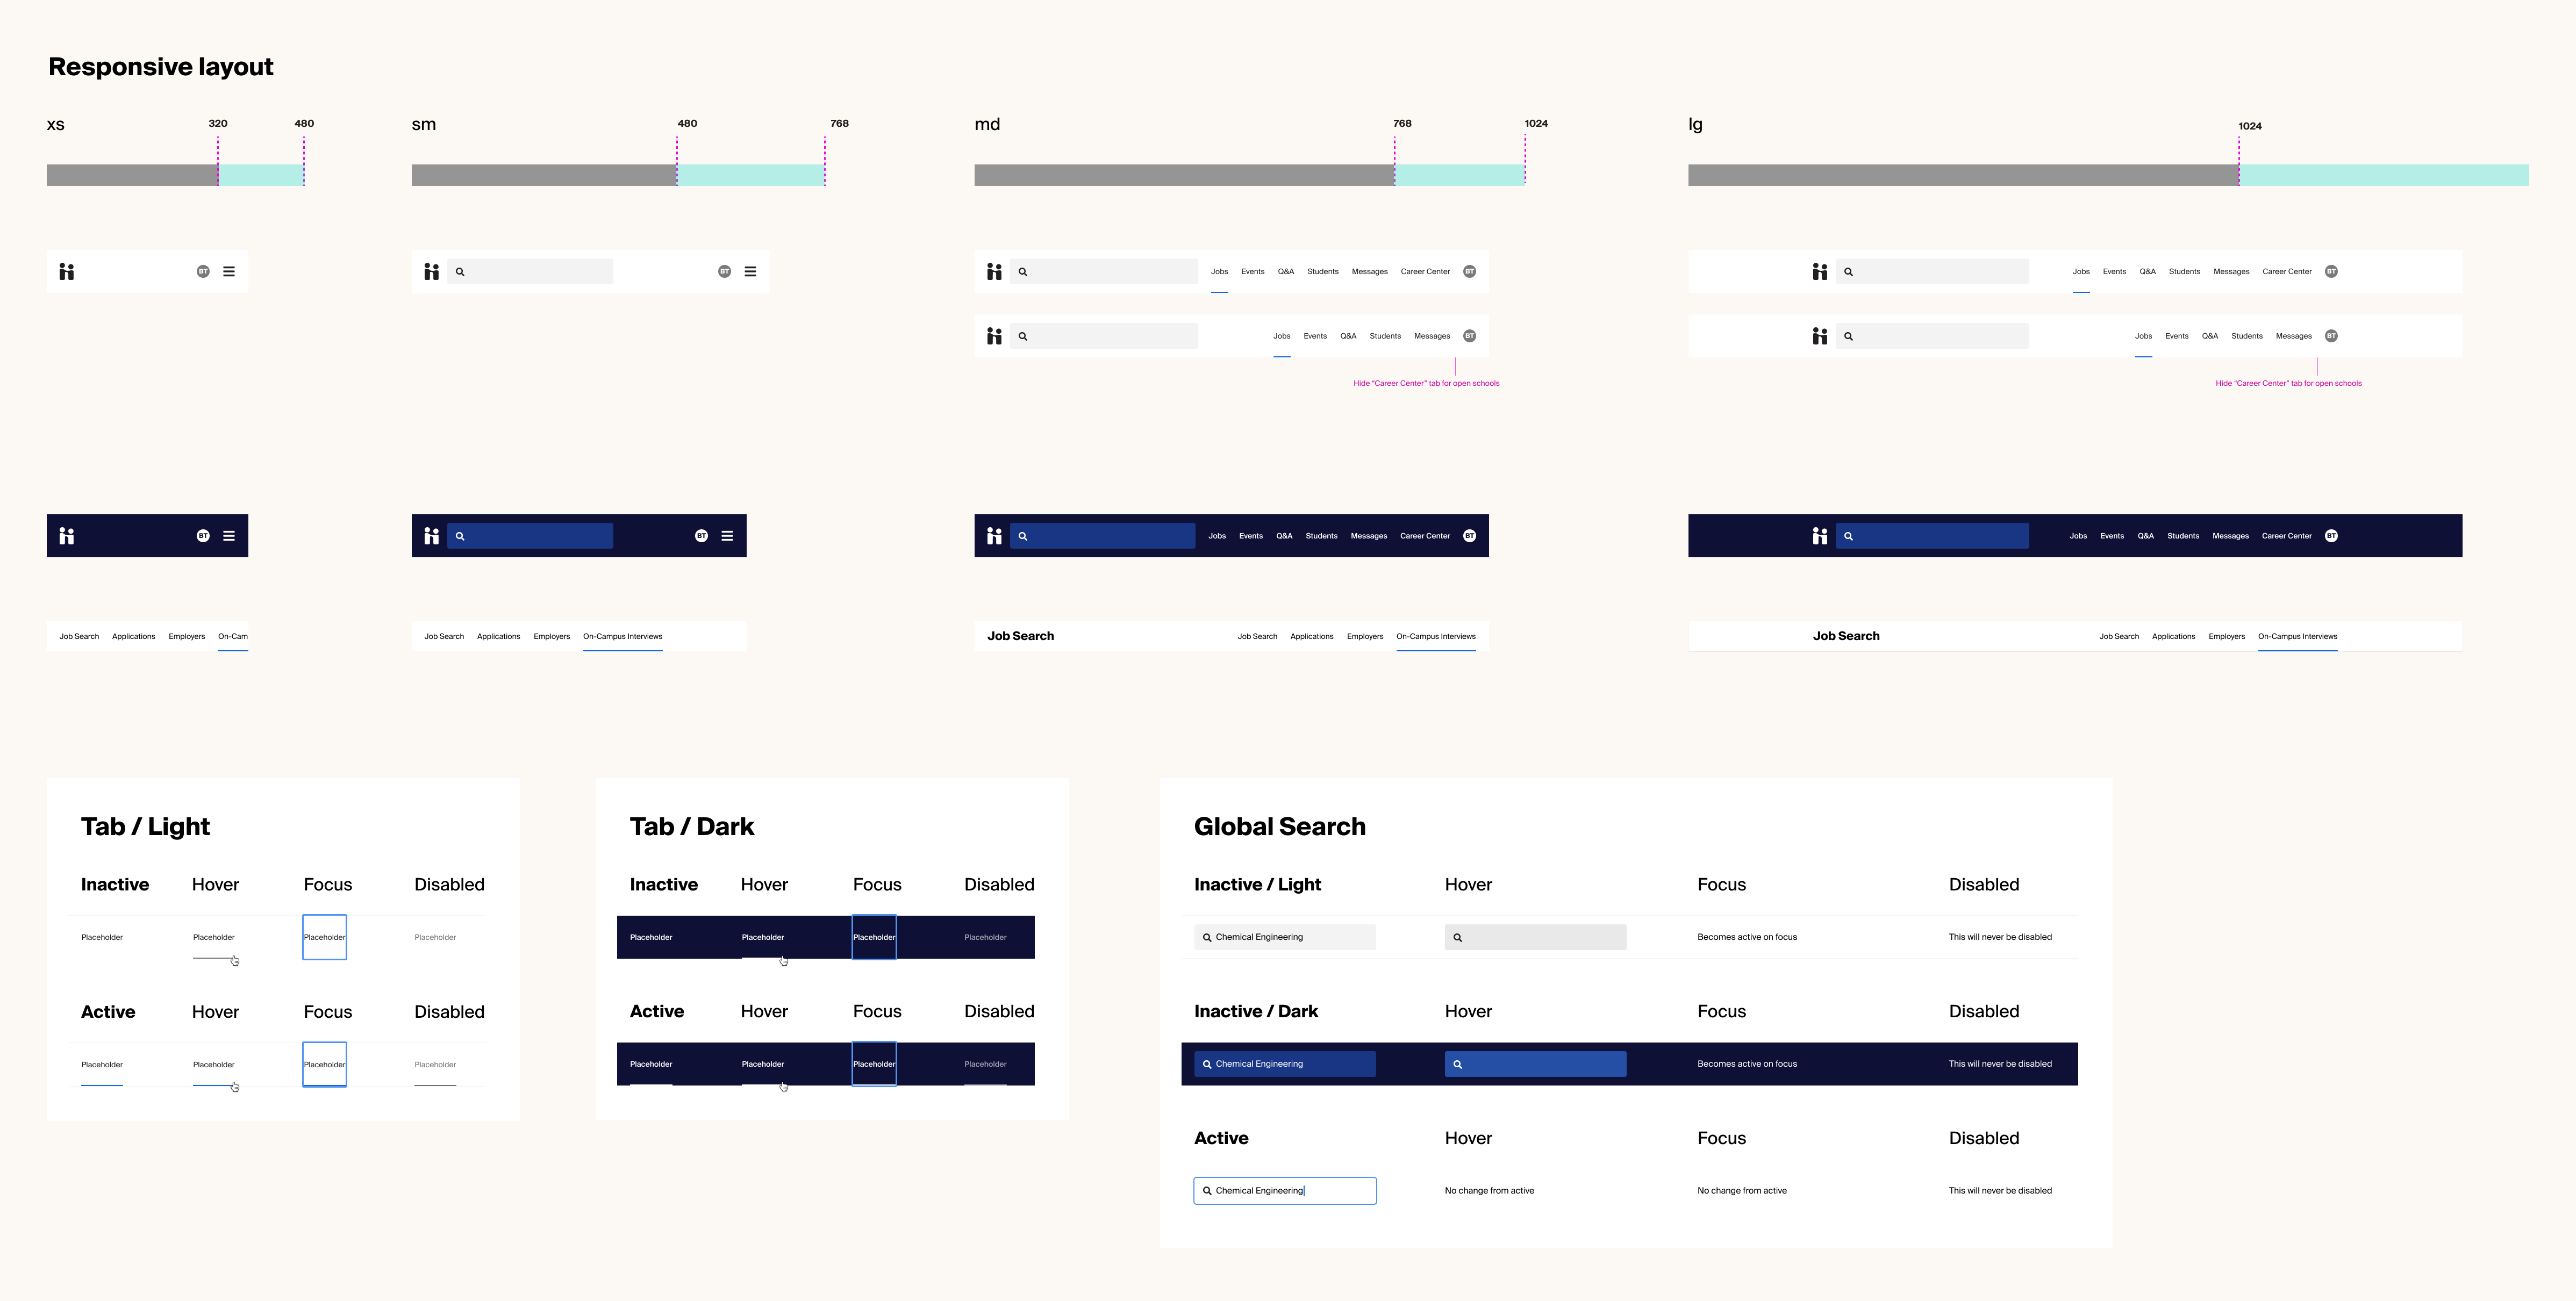 Responsive layout
xs 320 480 sm 480 768 md 768 1024 lg 1024
BT
BT
Jobs Events Q&A Students Messages Career Center BT
Jobs Events Q&A Students Messages Career Center BT
Jobs Events Q&A Students Messages BT
Jobs Events Q&A Students Messages BT
Hide "Career Center" tab for open schools
Hide "Career Center" tab for open schools
BT
BT
Jobs Events Q&A Students Messages Career Center BT
Jobs Events Q&A Students Messages Career Center BT
Job Search Applications Employers On-Cam
Job Search Applications Employers On-Campus Interviews
Job Search Job Search Applications Employers On-Campus Interviews
Job Search Job Search Applications Employers On-Campus Interviews
Tab / Light
Inactive Hover Focus Disabled
Placeholder Placeholder Placeholder Placeholder
Active Hover Focus Disabled
Placeholder Placeholder Placeholder Placeholder
Tab / Dark
Inactive Hover Focus Disabled
Placeholder Placeholder Placeholder Placeholder
Active Hover Focus Disabled
Placeholder Placeholder Placeholder Placeholder
Global Search
Inactive / Light Hover Focus Disabled
Chemical Engineering Becomes active on focus This will never be disabled
Inactive / Dark Hover Focus Disabled
Chemical Engineering Becomes active on focus This will never be disabled
Active Hover Focus Disabled
Chemical Engineering No change from active No change from active This will never be disabled